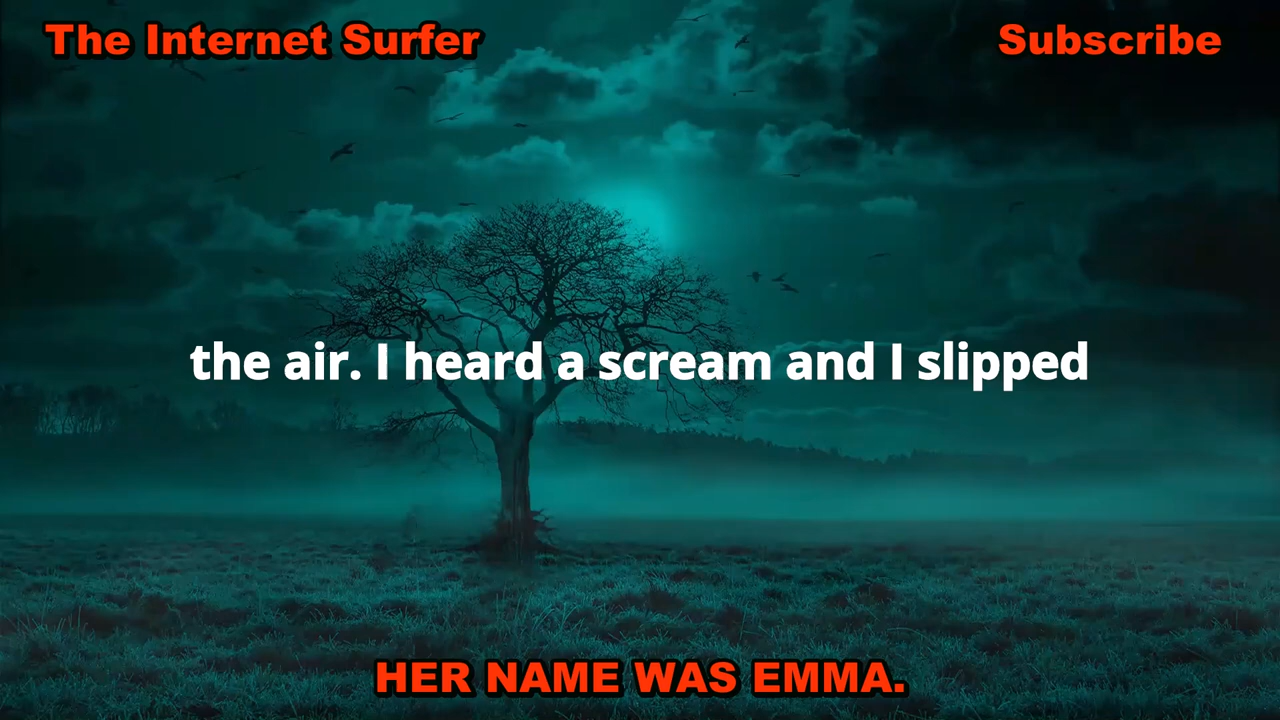 The Internet Surfer
Subscribe
the air. I heard a scream and I slipped
HER NAME WAS EMMA.